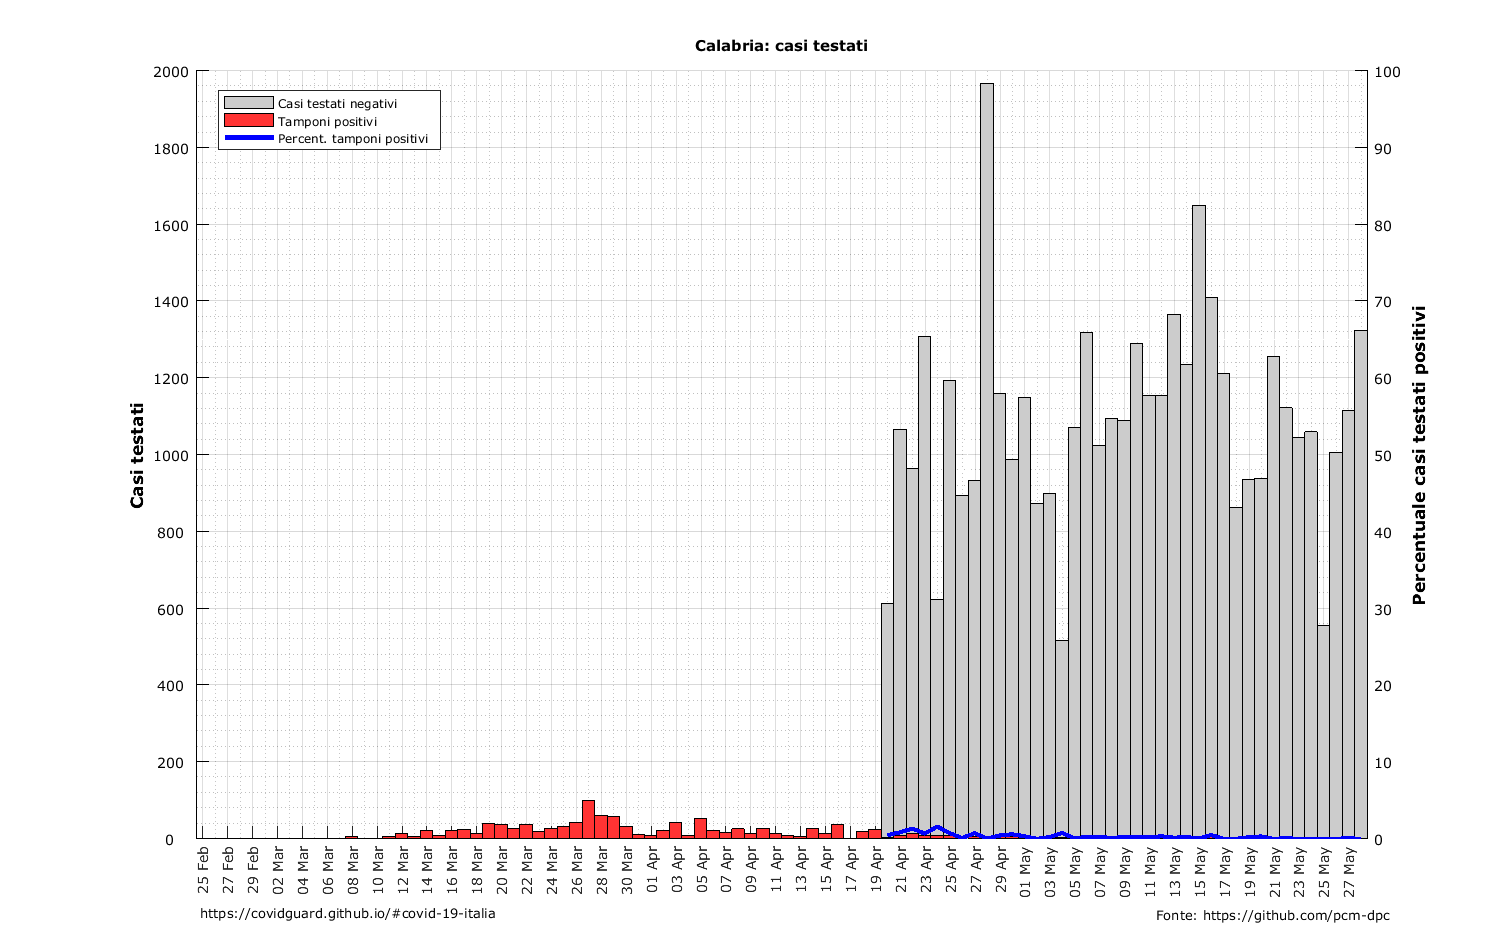 Calabria: casi testati
2000
1800
1600
1400
1200
1000
800
600
400
200
0
Casi testati
Casi testati negativi
Tamponi positivi
Percent. tamponi positivi
100
90
80
70
60
50
40
30
20
10
0
Percentuale casi testati positivi
25 Feb
27 Feb
29 Feb
02 Mar
04 Mar
06 Mar
08 Mar
10 Mar
12 Mar
14 Mar
16 Mar
18 Mar
20 Mar
22 Mar
24 Mar
26 Mar
28 Mar
30 Mar
01 Apr
03 Apr
05 Apr
07 Apr
09 Apr
11 Apr
13 Apr
15 Apr
17 Apr
19 Apr
21 Apr
23 Apr
25 Apr
27 Apr
29 Apr
01 May
03 May
05 May
07 May
09 May
11 May
13 May
15 May
17 May
19 May
21 May
23 May
25 May
27 May
https://covidguard.github.io/#covid-19-italia
Fonte: https://github.com/pcm-dpc